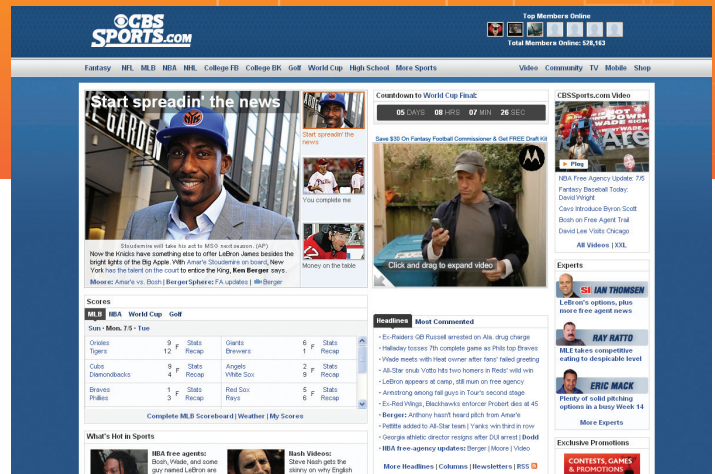 CBS
SPORTS.COM
Top Members Online
Total Members Online: 528,163
Fantasy NFL MLB NBA NHL College FB College BK Golf World Cup High School More Sports
Video Community TV Mobile Shop
Start spreadin' the news
Stoudemire will take his act to MSG next season. (AP)
Now the Knicks have something else to offer LeBron James besides the
bright lights of the Big Apple. With Amar'e Stoudemire on board, New
York has the talent on the court to entice the King, Ken Berger says.
Moore: Amar'e vs. Bosh | BergerSphere: FA updates | Berger
Start spreadin' the
news
You complete me
Money on the table
Countdown to World Cup Final:
05 DAYS 08 HRS 07 MIN 26 SEC
Save $30 On Fantasy Football Commissioner & Get FREE Draft Kit
Click and drag to expand video
CBSSports.com Video
Play
NBA Free Agency Update: 7/6
Fantasy Baseball Today:
David Wright
Cavs Introduce Byron Scott
Bosh on Free Agent Trail
David Lee Visits Chicago
All Videos | XXL
Experts
SI IAN THOMSEN
LeBron's options, plus
more free agent news
RAY RATTO
MLE takes competitive
eating to despicable level
ERIC MACK
Plenty of solid pitching
options in a busy Week 14
More Experts
Exclusive Promotions
CONTESTS, GAMES
& PROMOTIONS
Scores
MLB NBA World Cup Golf
Sun · Mon, 7/5 · Tue
Orioles 9 F Stats
Tigers 12 Recap
Giants 6 F Stats
Brewers 1 Recap
Cubs 9 F Stats
Diamondbacks 4 Recap
Angels 2 F Stats
White Sox 9 Recap
Braves 1 F Stats
Phillies 3 Recap
Red Sox 5 F Stats
Rays 6 Recap
Complete MLB Scoreboard | Weather | My Scores
What's Hot in Sports
NBA free agents:
Bosh, Wade, and some
guy named LeBron are
Nash Videos:
Steve Nash gets the
skinny on why English
Headlines Most Commented
Ex-Raiders QB Russell arrested on Ala. drug charge
Halladay tosses 7th complete game as Phils top Braves
Wade meets with Heat owner after fans' failed greeting
All-Star snub Votto hits two homers in Reds' wild win
LeBron appears at camp, still mum on free agency
Armstrong among fall guys in Tour's second stage
Ex-Red Wings, Blackhawks enforcer Probert dies at 45
Berger: Anthony hasn't heard pitch from Amar'e
Pettitte added to All-Star team | Yanks win third in row
Georgia athletic director resigns after DUI arrest | Dodd
NBA free-agency updates: Berger | Moore | Video
More Headlines | Columns | Newsletters | RSS